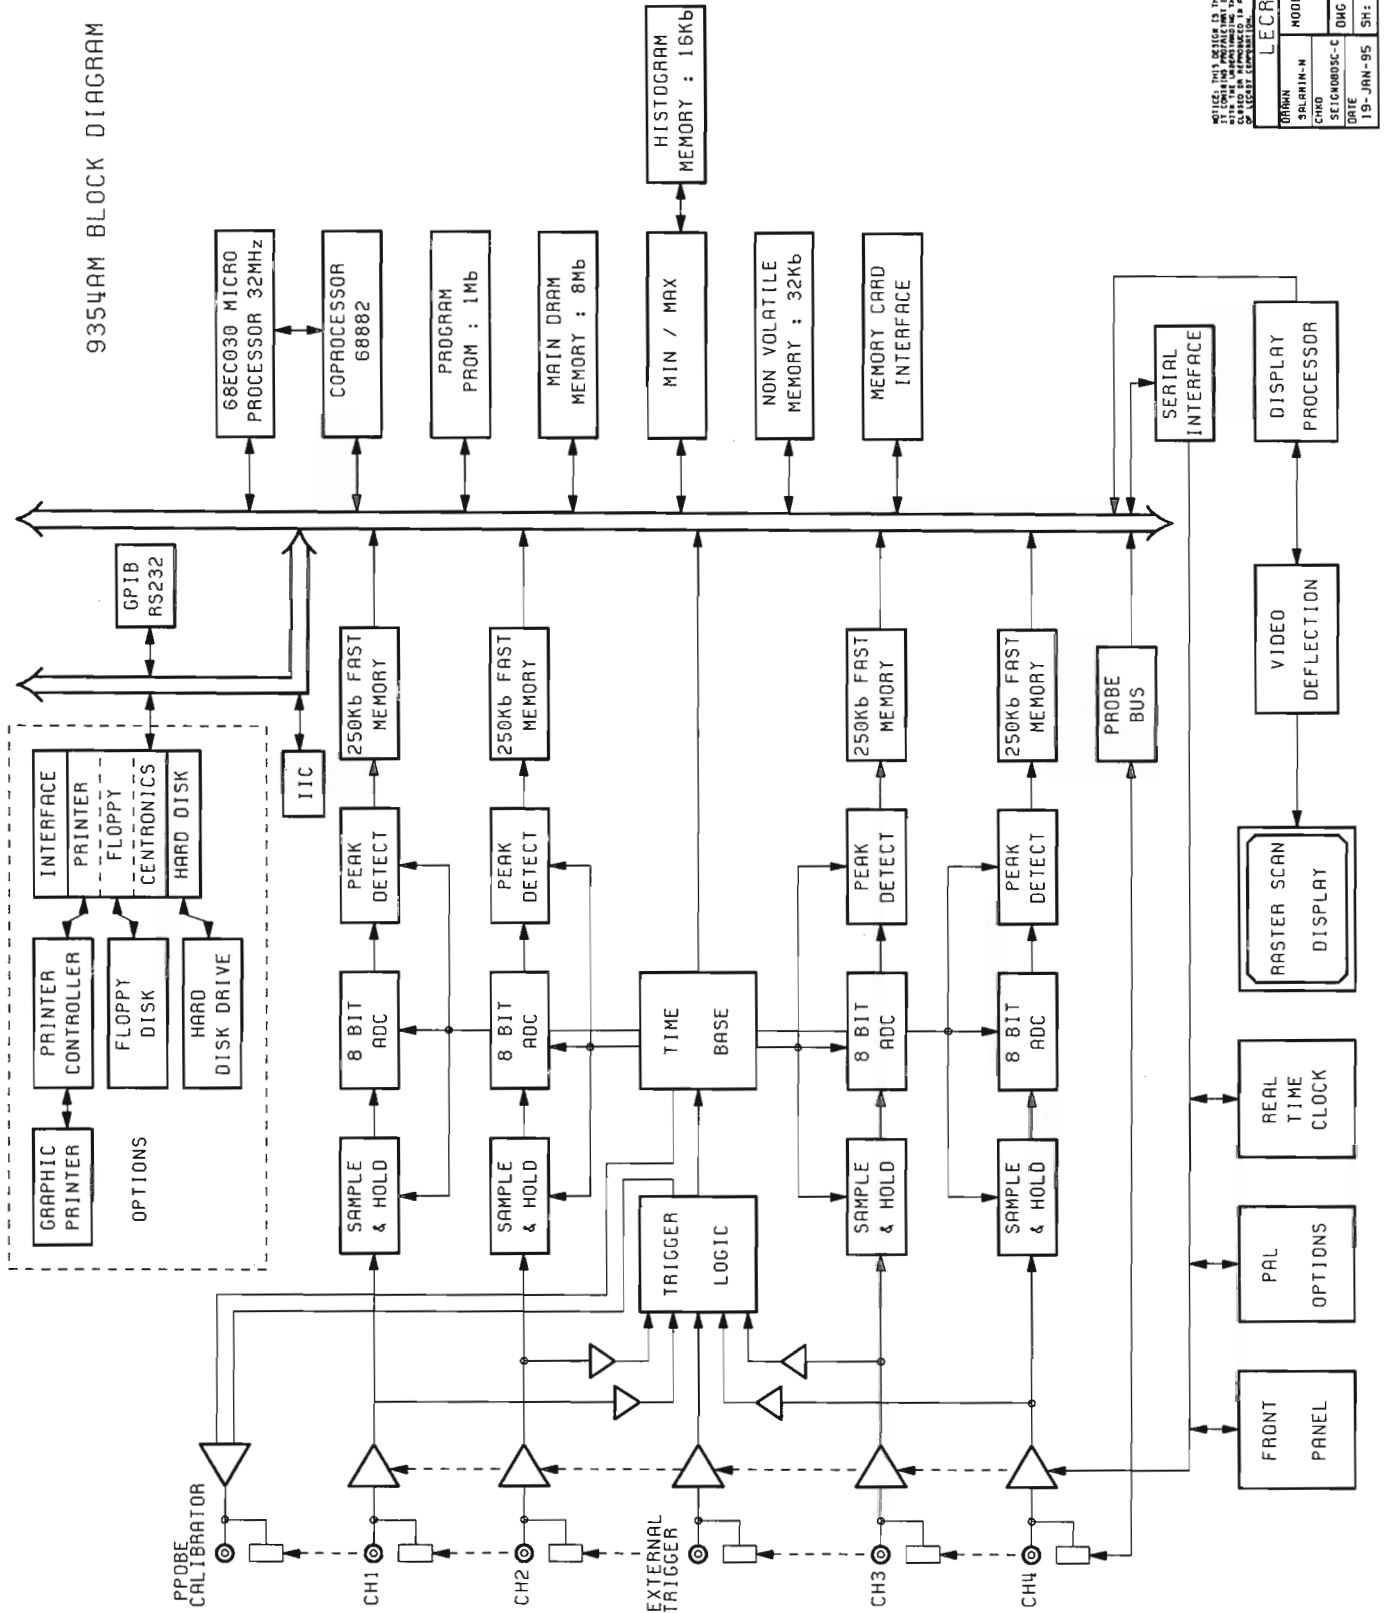 9354AM BLOCK DIAGRAM
GRAPHIC
PRINTER
PRINTER
CONTROLLER
FLOPPY
DISK
HARD
DISK DRIVE
INTERFACE
PRINTER
FLOPPY
CENTRONICS
HARD DISK
OPTIONS
GPIB
RS232
IIC
68EC030 MICRO
PROCESSOR 32MHz
COPROCESSOR
68882
PROGRAM
PROM : 1Mb
MAIN DRAM
MEMORY : 8Mb
MIN / MAX
HISTOGRAM
MEMORY : 16Kb
NON VOLATILE
MEMORY : 32Kb
MEMORY CARD
INTERFACE
PPOBE
CALIBRATOR
CH1
SAMPLE
& HOLD
8 BIT
ADC
PEAK
DETECT
250Kb FAST
MEMORY
CH2
SAMPLE
& HOLD
8 BIT
ADC
PEAK
DETECT
250Kb FAST
MEMORY
EXTERNAL
TRIGGER
TRIGGER
LOGIC
TIME
BASE
CH3
SAMPLE
& HOLD
8 BIT
ADC
PEAK
DETECT
250Kb FAST
MEMORY
CH4
SAMPLE
& HOLD
8 BIT
ADC
PEAK
DETECT
250Kb FAST
MEMORY
PROBE
BUS
SERIAL
INTERFACE
FRONT
PANEL
PAL
OPTIONS
REAL
TIME
CLOCK
RASTER SCAN
DISPLAY
VIDEO
DEFLECTION
DISPLAY
PROCESSOR
NOTICE: THIS DESIGN IS
LECR
DRAWN
SALAMIN-N
CHKD
SEIGNOBOSC-C
DATE
19-JAN-95
DWG
SH: